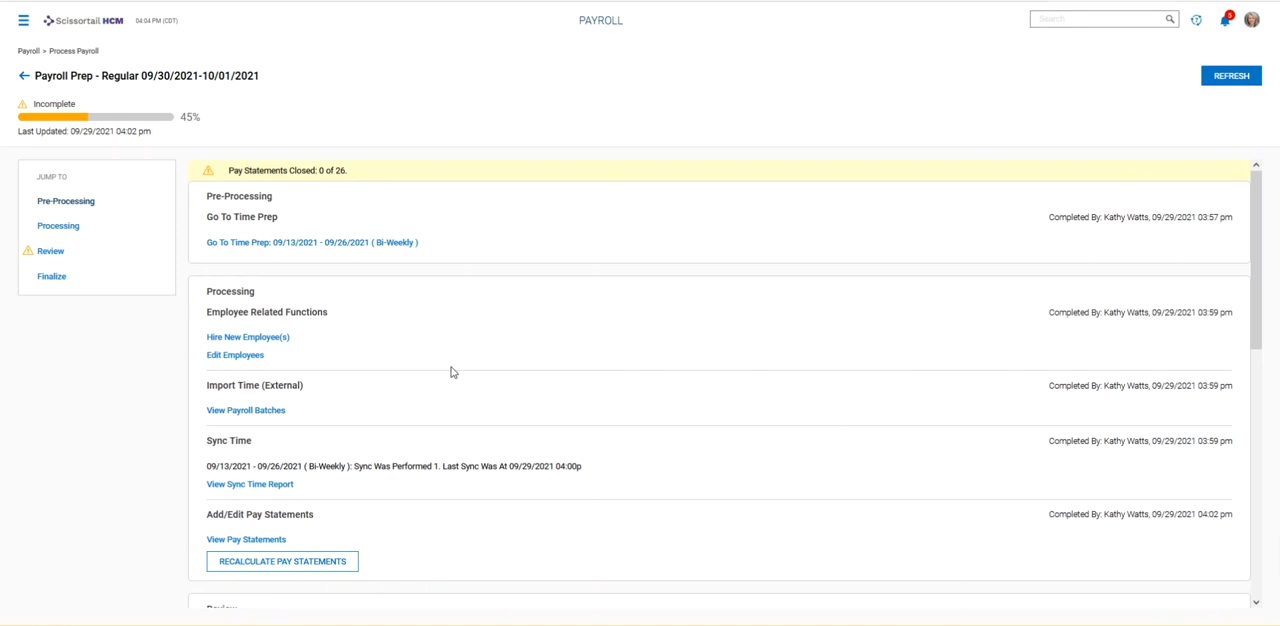 Scissortail HCM
04:04 PM (CDT)
PAYROLL
Search
3
Payroll > Process Payroll
Payroll Prep - Regular 09/30/2021-10/01/2021
REFRESH
Incomplete
45%
Last Updated: 09/29/2021 04:02 pm
JUMP TO
Pre-Processing
Processing
Review
Finalize
Pay Statements Closed: 0 of 26.
Pre-Processing
Go To Time Prep
Completed By: Kathy Watts, 09/29/2021 03:57 pm
Go To Time Prep: 09/13/2021 - 09/26/2021 ( Bi-Weekly )
Processing
Employee Related Functions
Completed By: Kathy Watts, 09/29/2021 03:59 pm
Hire New Employee(s)
Edit Employees
Import Time (External)
Completed By: Kathy Watts, 09/29/2021 03:59 pm
View Payroll Batches
Sync Time
Completed By: Kathy Watts, 09/29/2021 03:59 pm
09/13/2021 - 09/26/2021 ( Bi-Weekly ): Sync Was Performed 1. Last Sync Was At 09/29/2021 04:00p
View Sync Time Report
Add/Edit Pay Statements
Completed By: Kathy Watts, 09/29/2021 04:02 pm
View Pay Statements
RECALCULATE PAY STATEMENTS
Review